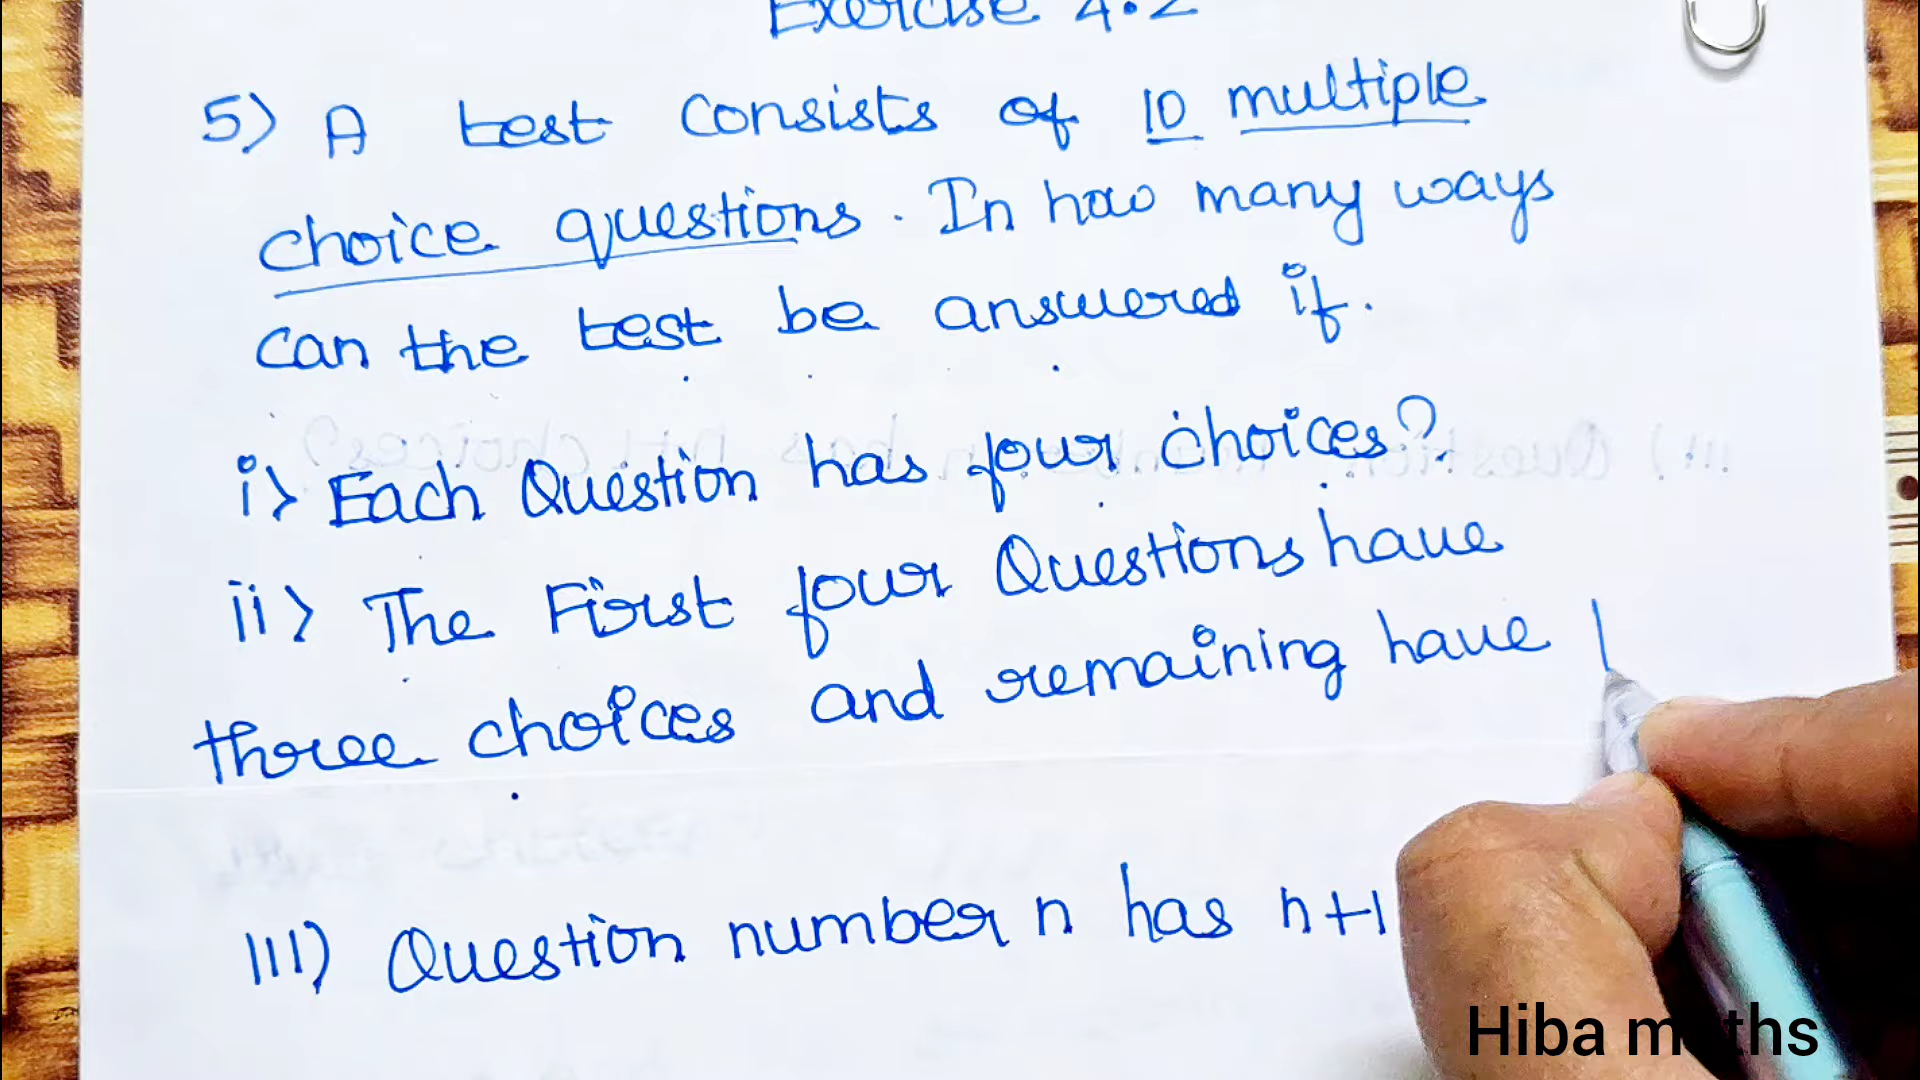 Exercise 4.2
5) A test consists of 10 multiple
choice questions. In how many ways
can the test be answered if.
i) Each Question has four choices?
ii) The First four Questions have
three choices and remaining have
iii) Question number n has n+1
Hiba maths